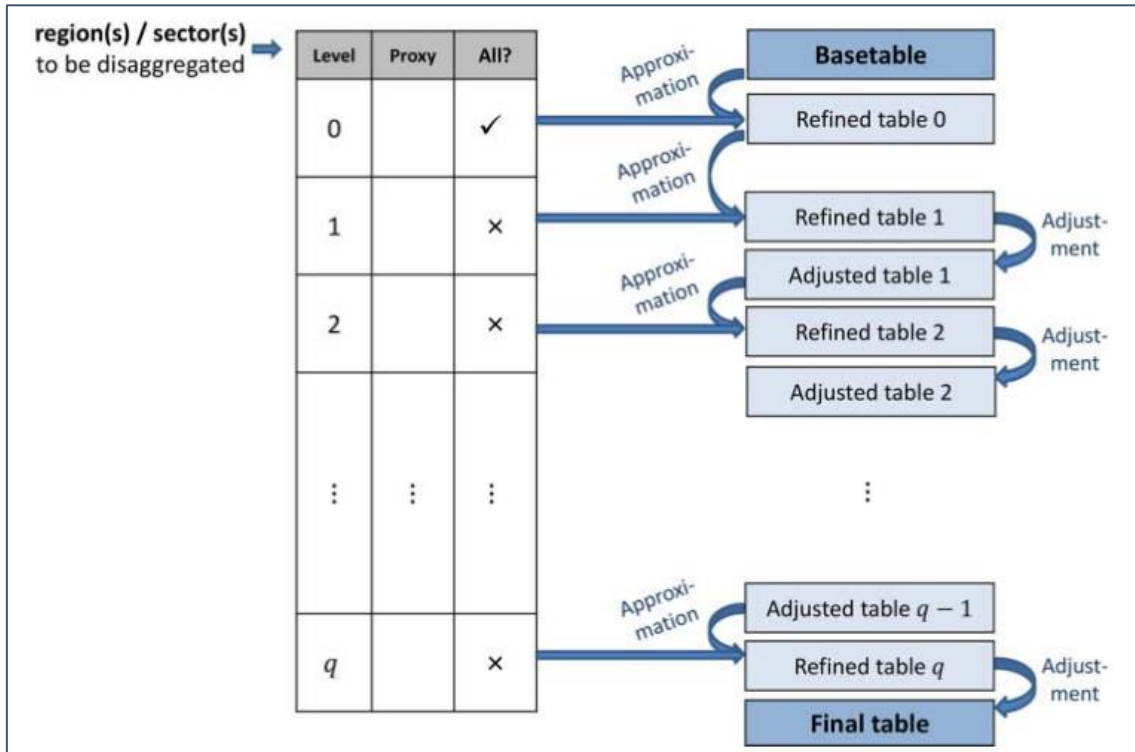 region(s) / sector(s)
to be disaggregated
Level Proxy All?
0 ✓
1 ×
2 ×
⋮ ⋮ ⋮
q ×
Approxi-
mation
Approxi-
mation
Approxi-
mation
Approxi-
mation
Basetable
Refined table 0
Refined table 1
Adjusted table 1
Refined table 2
Adjusted table 2
⋮
Adjusted table q − 1
Refined table q
Final table
Adjust-
ment
Adjust-
ment
Adjust-
ment